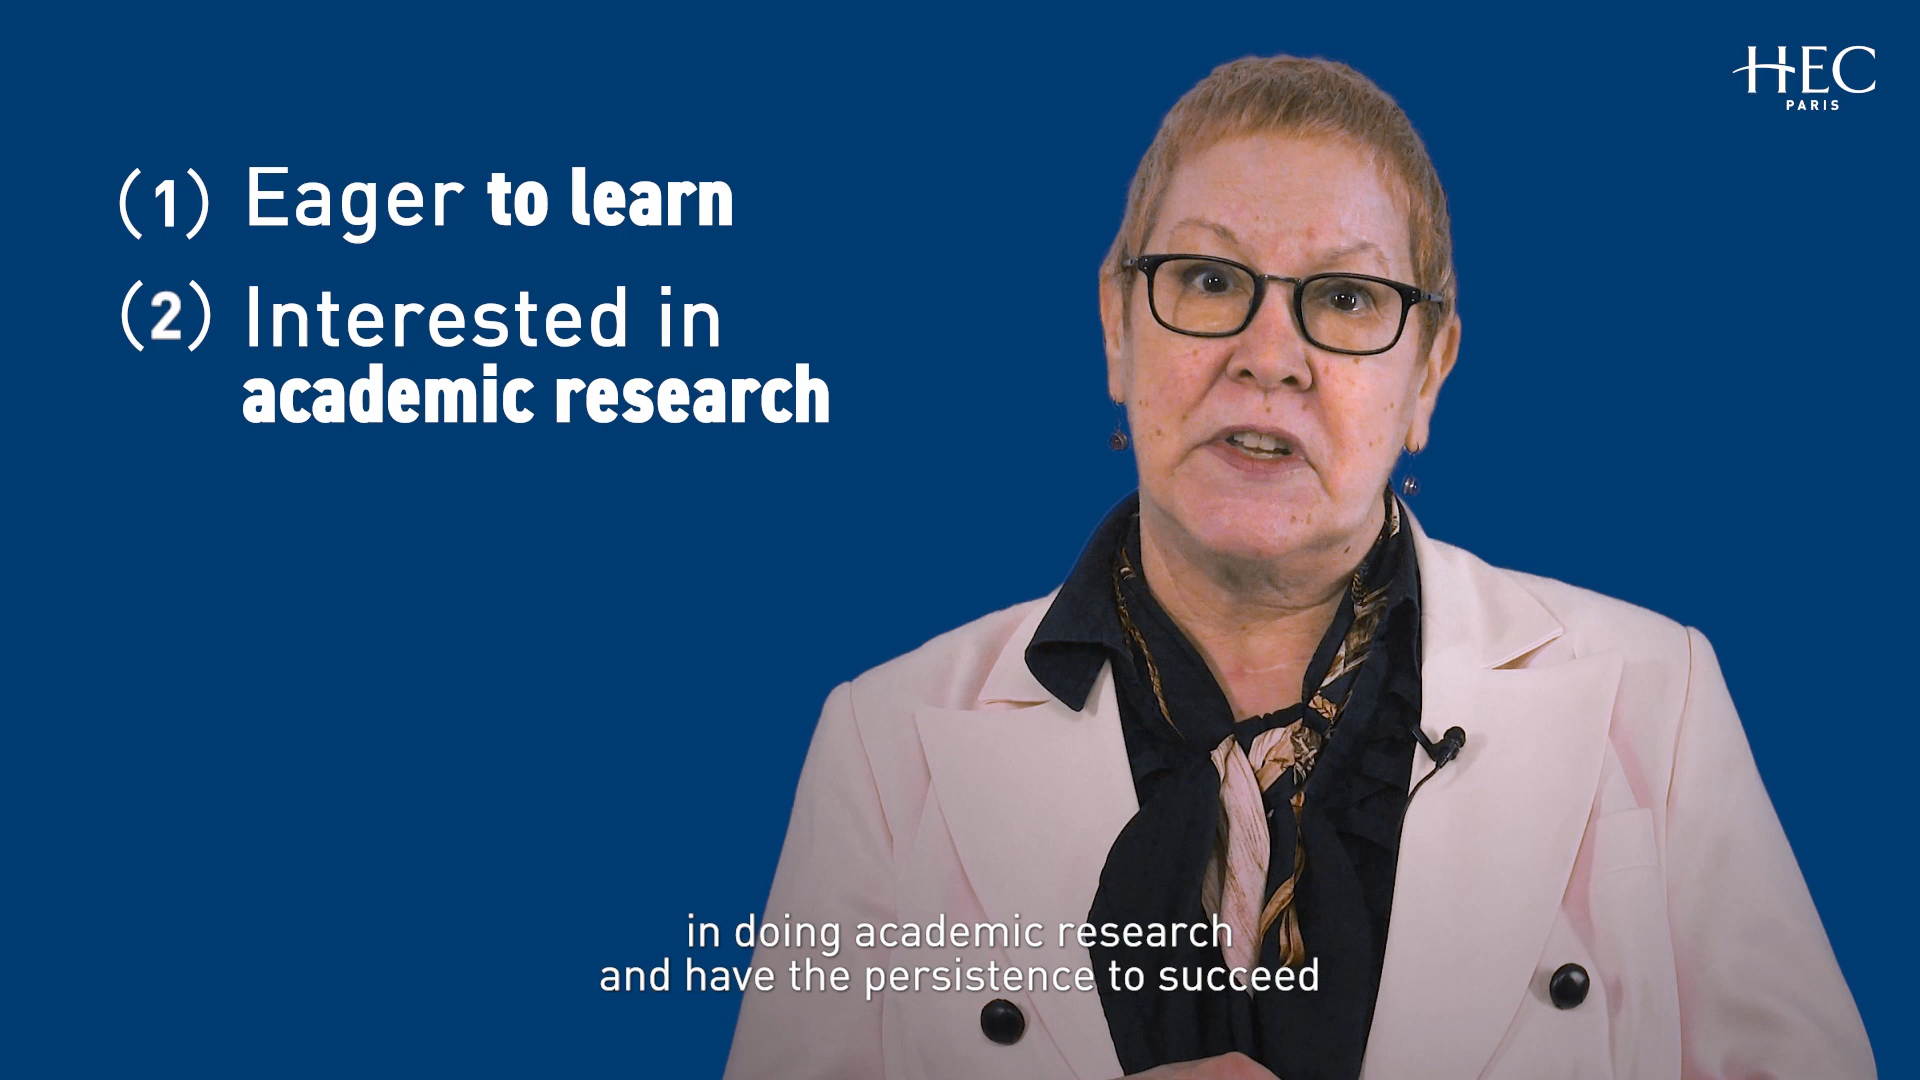 HEC
PARIS
(1) Eager to learn
(2) Interested in
academic research
in doing academic research
and have the persistence to succeed